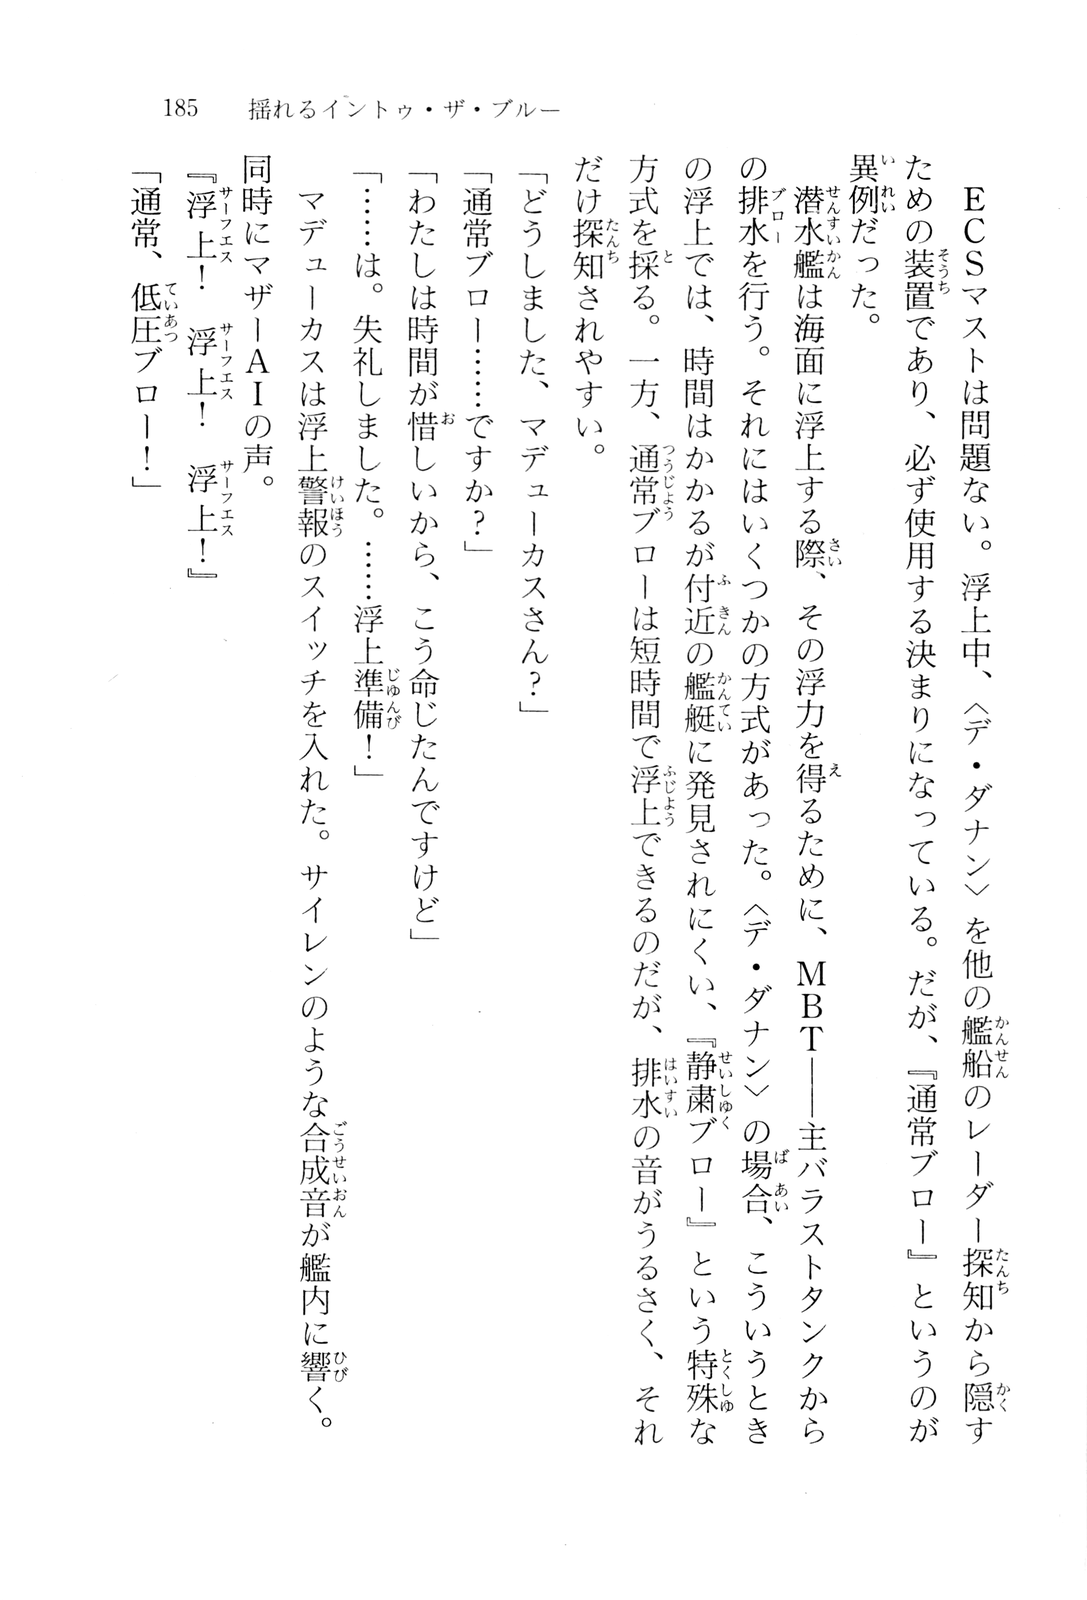 185　揺れるイントゥ・ザ・ブルー
　ECSマストは問題ない。浮上中、〈デ・ダナン〉を他の艦船のレーダー探知から隠す
ための装置であり、必ず使用する決まりになっている。だが、『通常ブロー』というのが
異例だった。
　潜水艦は海面に浮上する際、その浮力を得るために、MBT――主バラストタンクから
の排水を行う。それにはいくつかの方式があった。〈デ・ダナン〉の場合、こういうとき
の浮上では、時間はかかるが付近の艦艇に発見されにくい、『静粛ブロー』という特殊な
方式を採る。一方、通常ブローは短時間で浮上できるのだが、排水の音がうるさく、それ
だけ探知されやすい。
「どうしました、マデューカスさん？」
「通常ブロー……ですか？」
「わたしは時間が惜しいから、こう命じたんですけど」
「……は。失礼しました。……浮上準備！」
　マデューカスは浮上警報のスイッチを入れた。サイレンのような合成音が艦内に響く。
同時にマザーAIの声。
『浮上！　浮上！　浮上！』
「通常、低圧ブロー！」